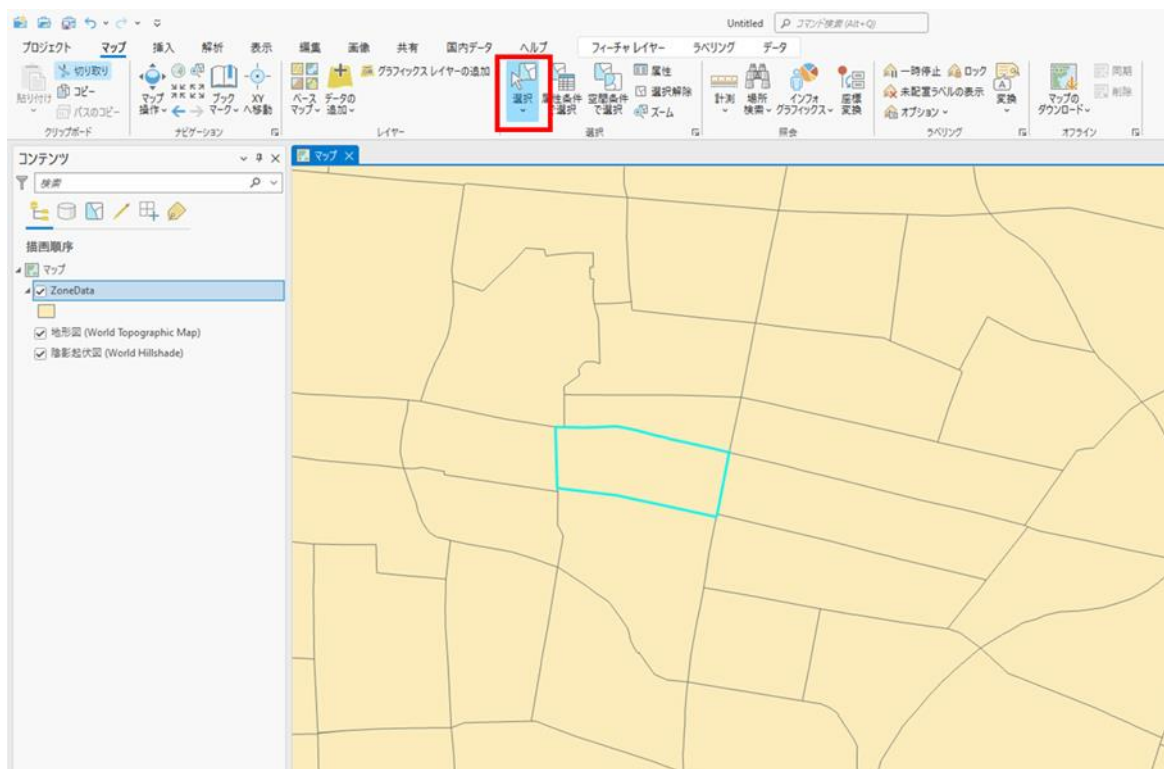 Untitled
コマンド検索 (Alt+Q)
プロジェクト マップ 挿入 解析 表示 編集 画像 共有 国内データ ヘルプ フィーチャ レイヤー ラベリング データ
貼り付け
切り取り
コピー
パスのコピー
クリップボード
マップ操作
ブックマーク
XY へ移動
ナビゲーション
ベースマップ
データの追加
グラフィックス レイヤーの追加
レイヤー
選択
属性条件で選択
空間条件で選択
属性
選択解除
ズーム
選択
計測
場所検索
インフォグラフィックス
座標変換
照会
一時停止
ロック
未配置ラベルの表示
オプション
変換
ラベリング
マップのダウンロード
同期
削除
オフライン
コンテンツ
検索
描画順序
マップ
ZoneData
地形図 (World Topographic Map)
陰影起伏図 (World Hillshade)
マップ